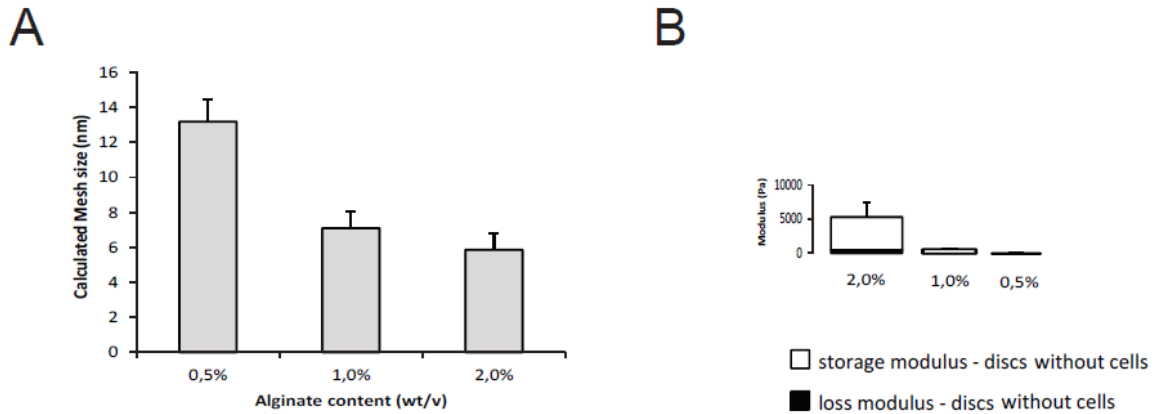 A
B
Calculated Mesh size (nm)
16
14
12
10
8
6
4
2
0
0,5%
1,0%
2,0%
Alginate content (wt/v)
Modulus (Pa)
10000
5000
0
2,0%
1,0%
0,5%
storage modulus - discs without cells
loss modulus - discs without cells